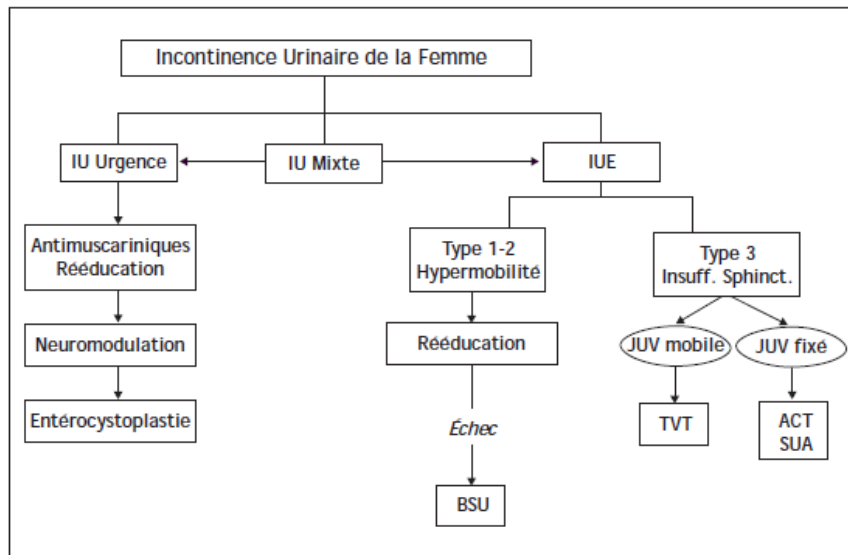 Incontinence Urinaire de la Femme
IU Urgence
IU Mixte
IUE
Antimuscariniques
Rééducation
Type 1-2
Hypermobilité
Type 3
Insuff. Sphinct.
Neuromodulation
Rééducation
JUV mobile
JUV fixé
Entérocystoplastie
Échec
TVT
ACT
SUA
BSU